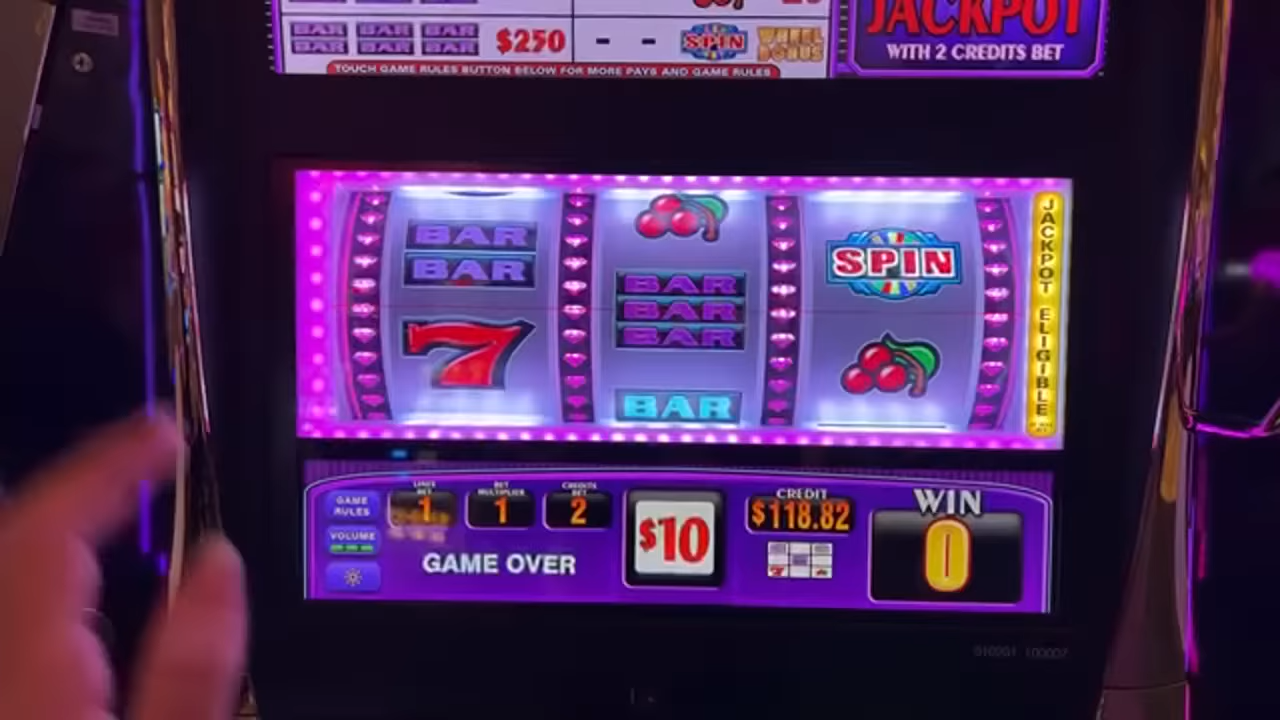 JACKPOT
WITH 2 CREDITS BET
BAR BAR BAR
BAR BAR BAR
$250
- - SPIN
WHEEL
BONUS
TOUCH GAME RULES BUTTON BELOW FOR MORE PAYS AND GAME RULES
BAR
BAR
7
BAR
BAR
BAR
BAR
SPIN
JACKPOT ELIGIBLE
GAME
RULES
VOLUME
LINES
BET
1
BET
MULTIPLIER
1
CREDITS
BET
2
GAME OVER
$10
CREDIT
$118.82
WIN
0